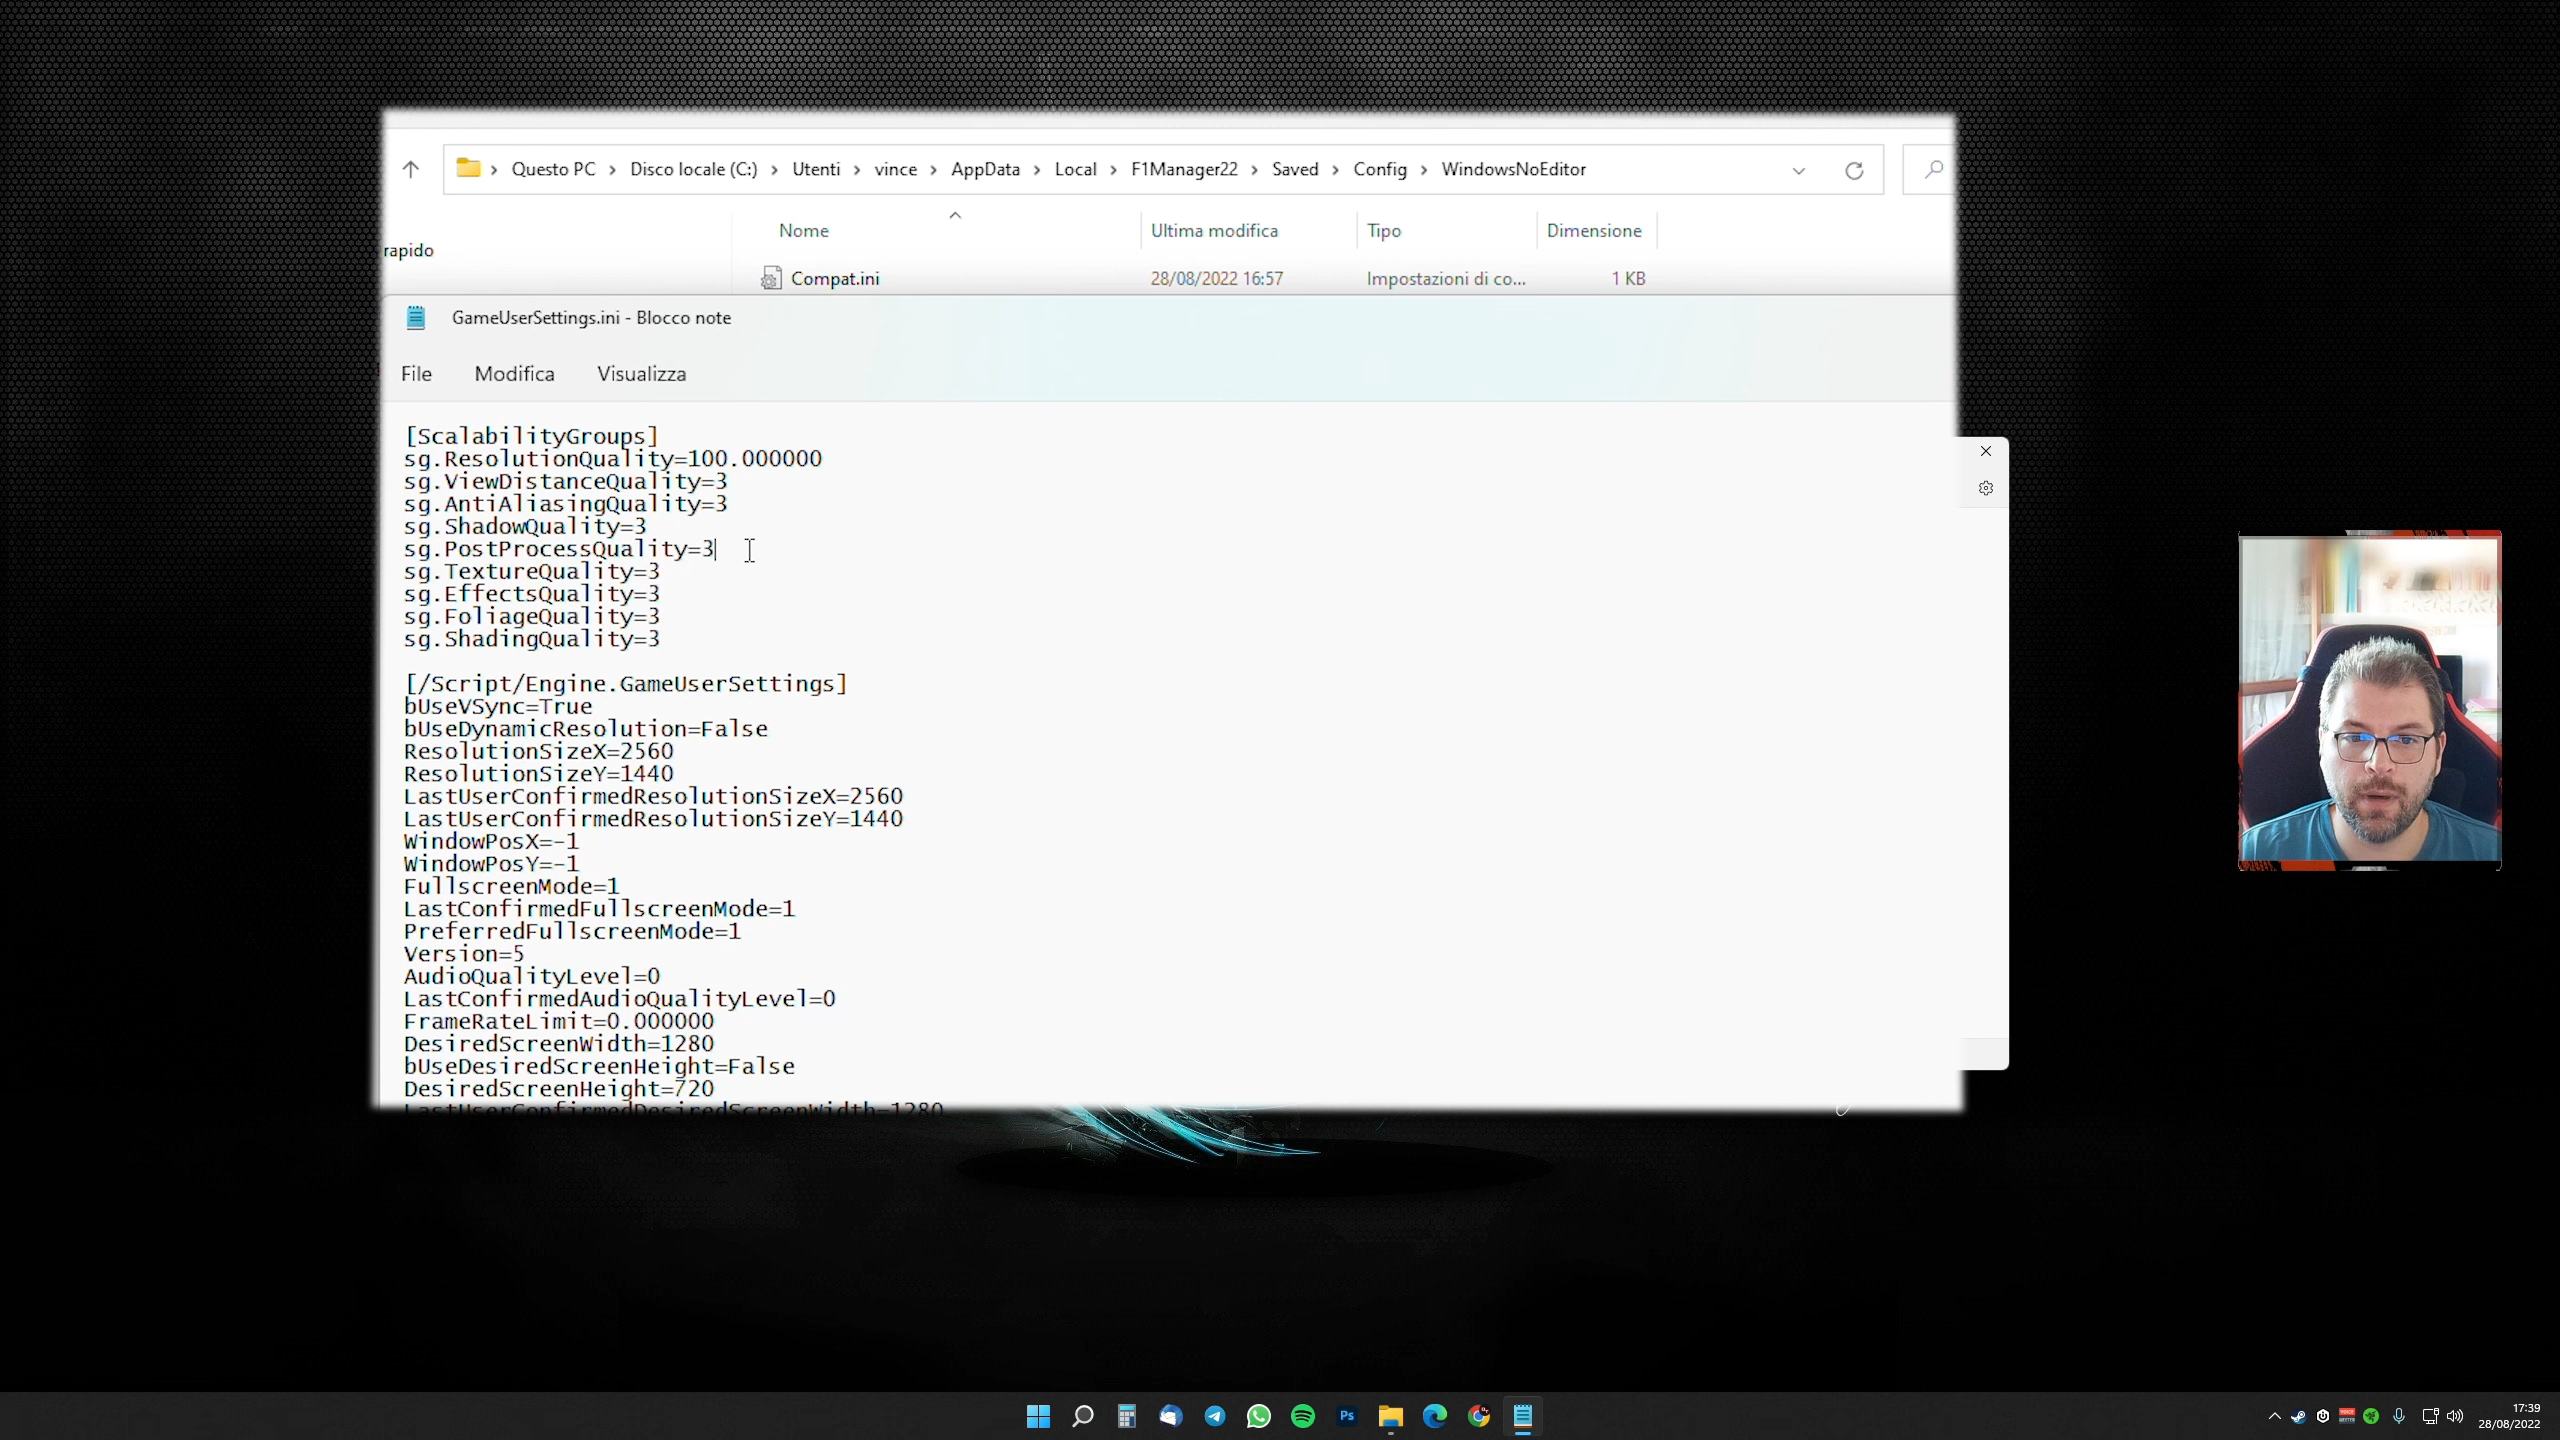 Questo PC > Disco locale (C:) > Utenti > vince > AppData > Local > F1Manager22 > Saved > Config > WindowsNoEditor
Nome Ultima modifica Tipo Dimensione
rapido
Compat.ini 28/08/2022 16:57 Impostazioni di co... 1 KB
GameUserSettings.ini - Blocco note
File Modifica Visualizza
[ScalabilityGroups]
sg.ResolutionQuality=100.000000
sg.ViewDistanceQuality=3
sg.AntiAliasingQuality=3
sg.ShadowQuality=3
sg.PostProcessQuality=3
sg.TextureQuality=3
sg.EffectsQuality=3
sg.FoliageQuality=3
sg.ShadingQuality=3
[/Script/Engine.GameUserSettings]
bUseVSync=True
bUseDynamicResolution=False
ResolutionSizeX=2560
ResolutionSizeY=1440
LastUserConfirmedResolutionSizeX=2560
LastUserConfirmedResolutionSizeY=1440
WindowPosX=-1
WindowPosY=-1
FullscreenMode=1
LastConfirmedFullscreenMode=1
PreferredFullscreenMode=1
Version=5
AudioQualityLevel=0
LastConfirmedAudioQualityLevel=0
FrameRateLimit=0.000000
DesiredScreenWidth=1280
bUseDesiredScreenHeight=False
DesiredScreenHeight=720
LastUserConfirmedDesiredScreenWidth=1280
Ps
17:39
28/08/2022